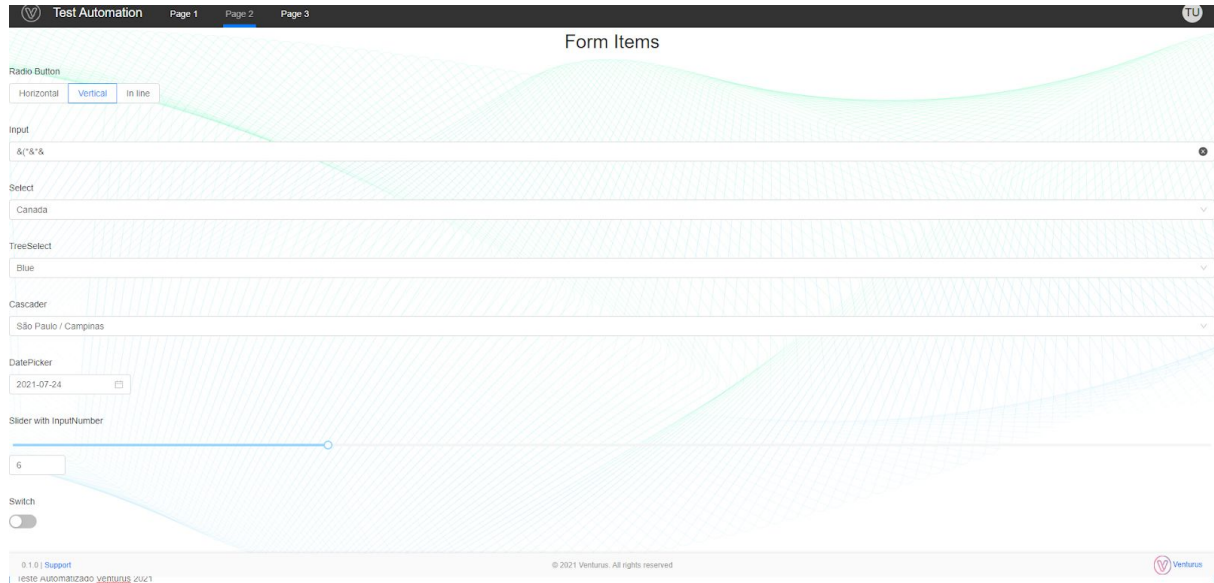 Test Automation Page 1 Page 2 Page 3 TU
Form Items
Radio Button
Horizontal Vertical In line
Input
&(*&*&
Select
Canada
TreeSelect
Blue
Cascader
São Paulo / Campinas
DatePicker
2021-07-24
Slider with InputNumber
6
Switch
0.1.0 | Support © 2021 Venturus. All rights reserved Venturus
Teste Automatizado Venturus 2021